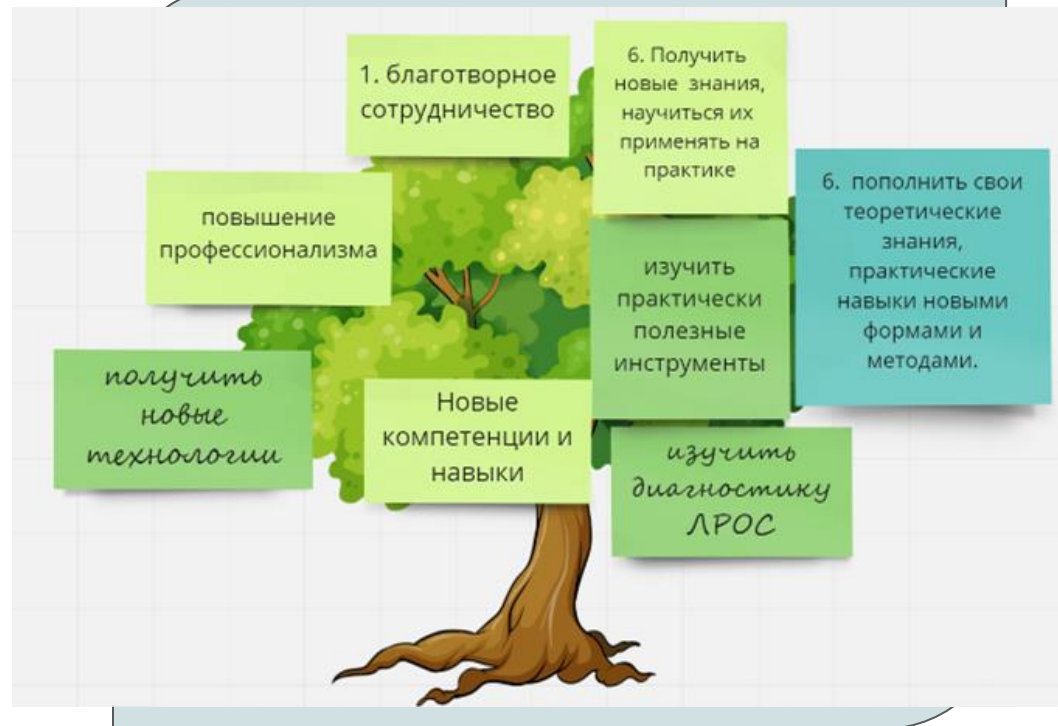 1. благотворное
сотрудничество
6. Получить
новые знания,
научиться их
применять на
практике
повышение
профессионализма
6. пополнить свои
теоретические
знания,
практические
навыки новыми
формами и
методами.
изучить
практически
полезные
инструменты
получить
новые
технологии
Новые
компетенции и
навыки
изучить
диагностику
ЛРОС